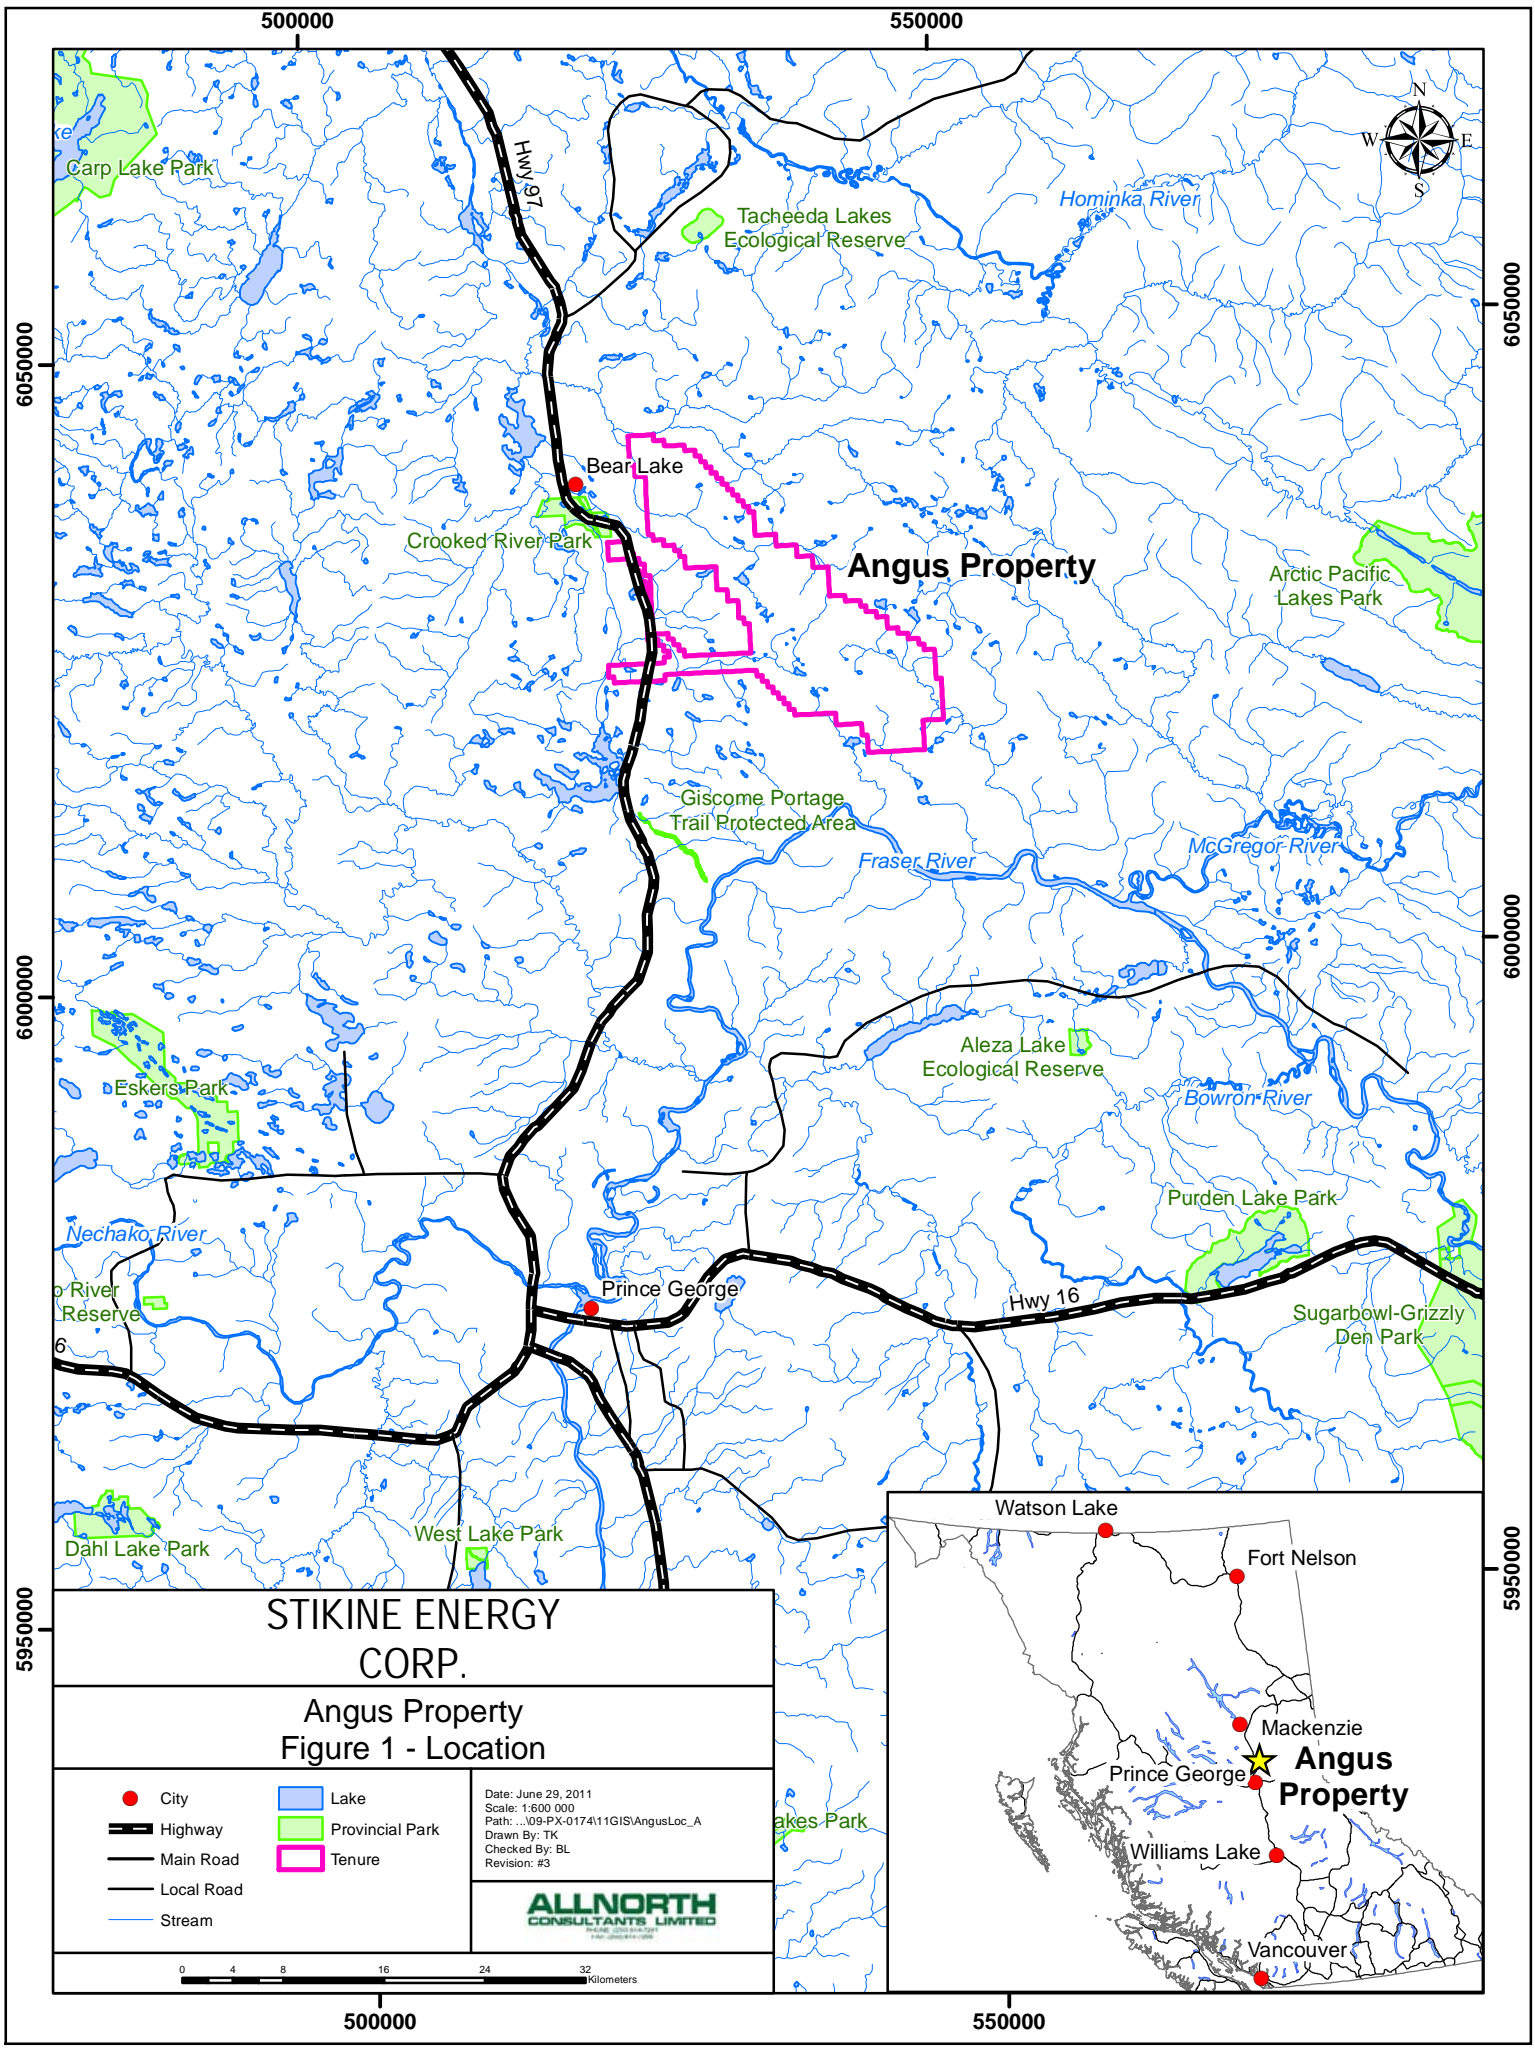 500000
550000
Hwy 97
Carp Lake Park
Tacheeda Lakes
Ecological Reserve
Hominka River
N
W
E
S
6050000
6050000
Bear Lake
Crooked River Park
Angus Property
Arctic Pacific
Lakes Park
Giscome Portage
Trail Protected Area
Fraser River
McGregor River
6000000
6000000
Aleza Lake
Ecological Reserve
Eskers Park
Bowron River
Purden Lake Park
Nechako River
o River
Reserve
Prince George
Hwy 16
Sugarbowl-Grizzly
Den Park
6
West Lake Park
Dahl Lake Park
5950000
5950000
akes Park
STIKINE ENERGY
CORP.
Angus Property
Figure 1 - Location
City
Highway
Main Road
Local Road
Stream
Lake
Provincial Park
Tenure
Date: June 29, 2011
Scale: 1:600 000
Path: ...\09-PX-0174\11GIS\AngusLoc_A
Drawn By: TK
Checked By: BL
Revision: #3
ALLNORTH
CONSULTANTS LIMITED
0 4 8 16 24 32
Kilometers
Watson Lake
Fort Nelson
Mackenzie
Angus
Property
Prince George
Williams Lake
Vancouver
500000
550000